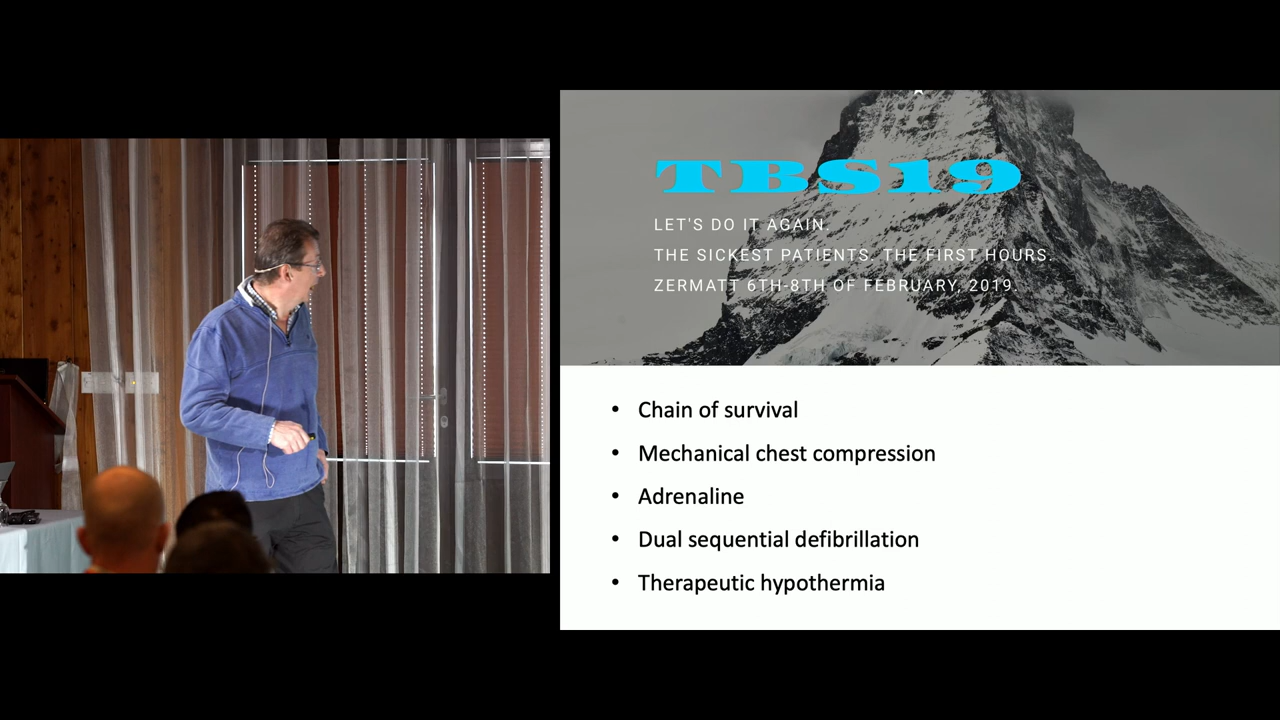 TBS19
LET'S DO IT AGAIN.
THE SICKEST PATIENTS. THE FIRST HOURS.
ZERMATT 6TH-8TH OF FEBRUARY, 2019.
• Chain of survival
• Mechanical chest compression
• Adrenaline
• Dual sequential defibrillation
• Therapeutic hypothermia